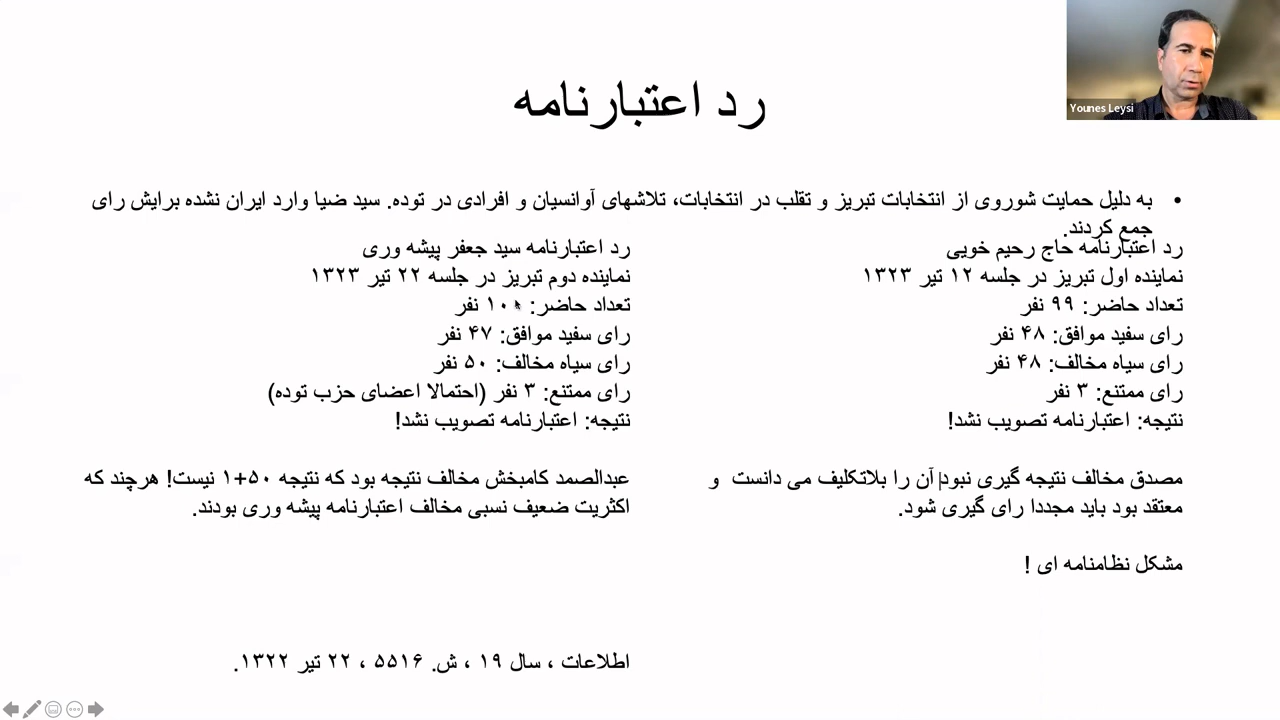 رد اعتبارنامه
Younes Leysi
• به دلیل حمایت شوروی از انتخابات تبریز و تقلب در انتخابات، تلاشهای آوانسیان و افرادی در توده. سید ضیا وارد ایران نشده برایش رای
جمع کردند.
رد اعتبارنامه حاج رحیم خویی
نماینده اول تبریز در جلسه ۱۲ تیر ۱۳۲۳
تعداد حاضر: ۹۹ نفر
رای سفید موافق: ۴۸ نفر
رای سیاه مخالف: ۴۸ نفر
رای ممتنع: ۳ نفر
نتیجه: اعتبارنامه تصویب نشد!
مصدق مخالف نتیجه گیری نبود آن را بلاتکلیف می دانست و
معتقد بود باید مجددا رای گیری شود.
مشکل نظامنامه ای !
رد اعتبارنامه سید جعفر پیشه وری
نماینده دوم تبریز در جلسه ۲۲ تیر ۱۳۲۳
تعداد حاضر: ۱۰۰ نفر
رای سفید موافق: ۴۷ نفر
رای سیاه مخالف: ۵۰ نفر
رای ممتنع: ۳ نفر (احتمالا اعضای حزب توده)
نتیجه: اعتبارنامه تصویب نشد!
عبدالصمد کامبخش مخالف نتیجه بود که نتیجه ۵۰+۱ نیست! هرچند که
اکثریت ضعیف نسبی مخالف اعتبارنامه پیشه وری بودند.
اطلاعات ، سال ۱۹ ، ش. ۵۵۱۶ ، ۲۲ تیر ۱۳۲۲.